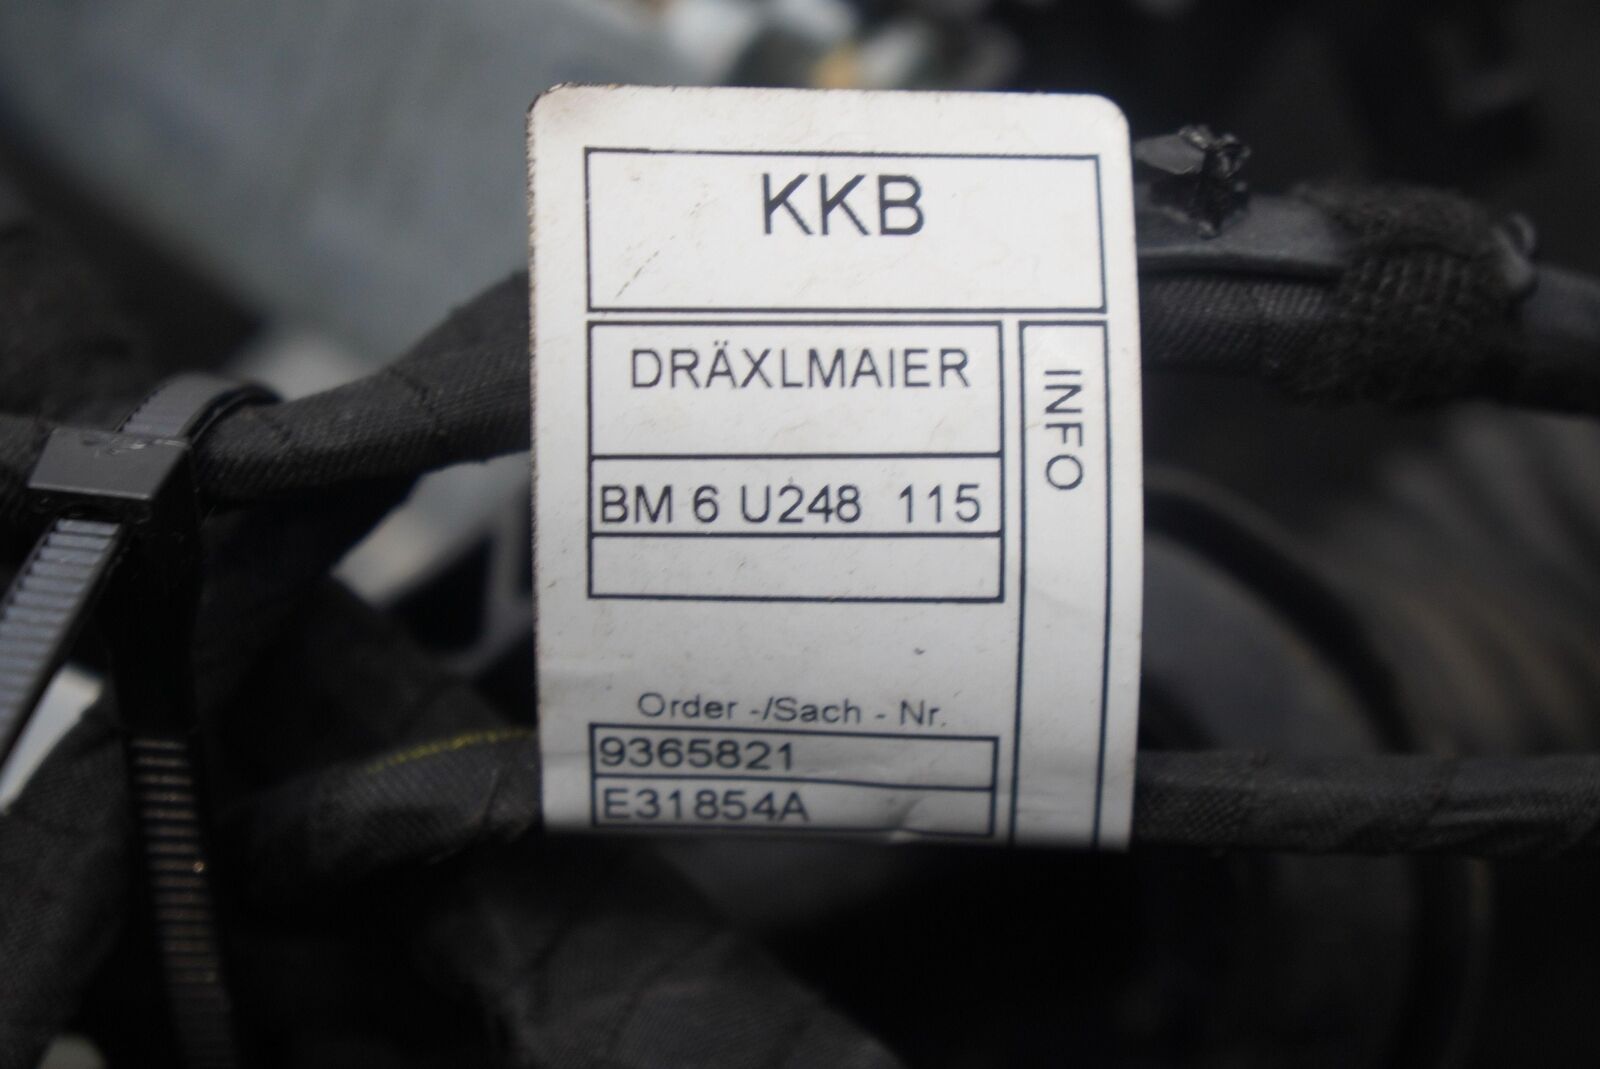 KKB
DRÄXLMAIER
INFO
BM 6 U248 115
Order -/Sach - Nr.
9365821
E31854A